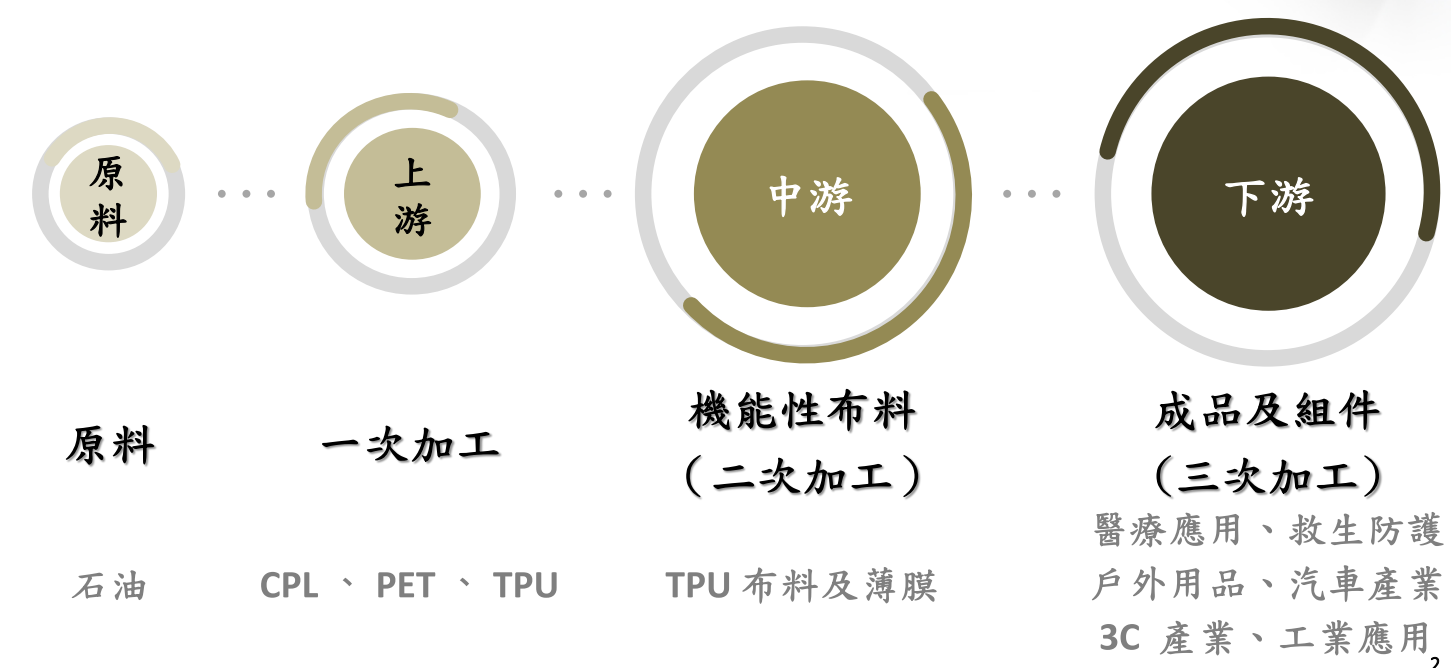 原
料
上
游
中游
下游
原料
一次加工
機能性布料
(二次加工)
成品及組件
(三次加工)
石油
CPL 、 PET 、 TPU
TPU 布料及薄膜
醫療應用、救生防護
戶外用品、汽車產業
3C 產業、工業應用
2